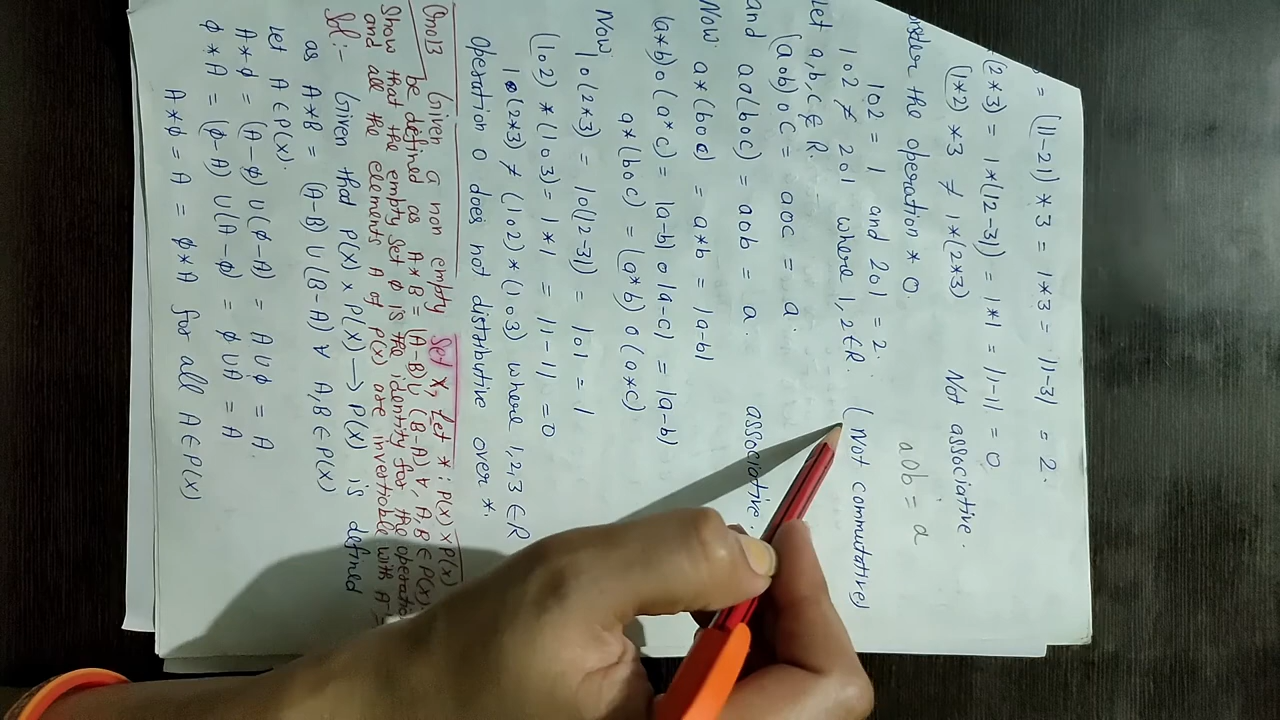 = (|1-2|) * 3 = 1*3 = |1-3| = 2.
(2*3) = 1*(|2-3|) = 1*1 = |1-1| = 0
(1*2) *3 ≠ 1*(2*3) Not associative.
the operation * o.
aob = a
1o2 = 1 and 2o1 = 2.
1o2 ≠ 2o1 where 1,2∈R. (Not commutative)
Let a,b,c∈R.
(aob)oc = aoc = a.
and ao(boc) = aob = a. associative.
Now a*(boc) = a*b = |a-b|
(a*b)o(a*c) = |a-b|o|a-c| = |a-b|
a*(boc) = (a*b)o(a*c)
Now
1o(2*3) = 1o(|2-3|) = 1o1 = 1
(1o2)*(1o3) = 1*1 = |1-1| = 0
1o(2*3) ≠ (1o2)*(1o3) where 1,2,3∈R
Operation o does not distributive over *.
Qno13 Given a non empty Set X, Let *: P(X)×P(X)
be defined as A*B = (A-B)∪(B-A) ∀, A,B∈P(X).
Show that the empty set ϕ is the identity for the
and all the elements A of P(X) are invertiable with A⁻¹=
Sol:- Given that P(X)×P(X)→P(X) is defined
as A*B = (A-B)∪(B-A) ∀ A,B∈P(X)
Let A∈P(X).
A*ϕ = (A-ϕ)∪(ϕ-A) = A∪ϕ = A.
ϕ*A = (ϕ-A)∪(A-ϕ) = ϕ∪A = A
A*ϕ = A = ϕ*A for all A∈P(X)